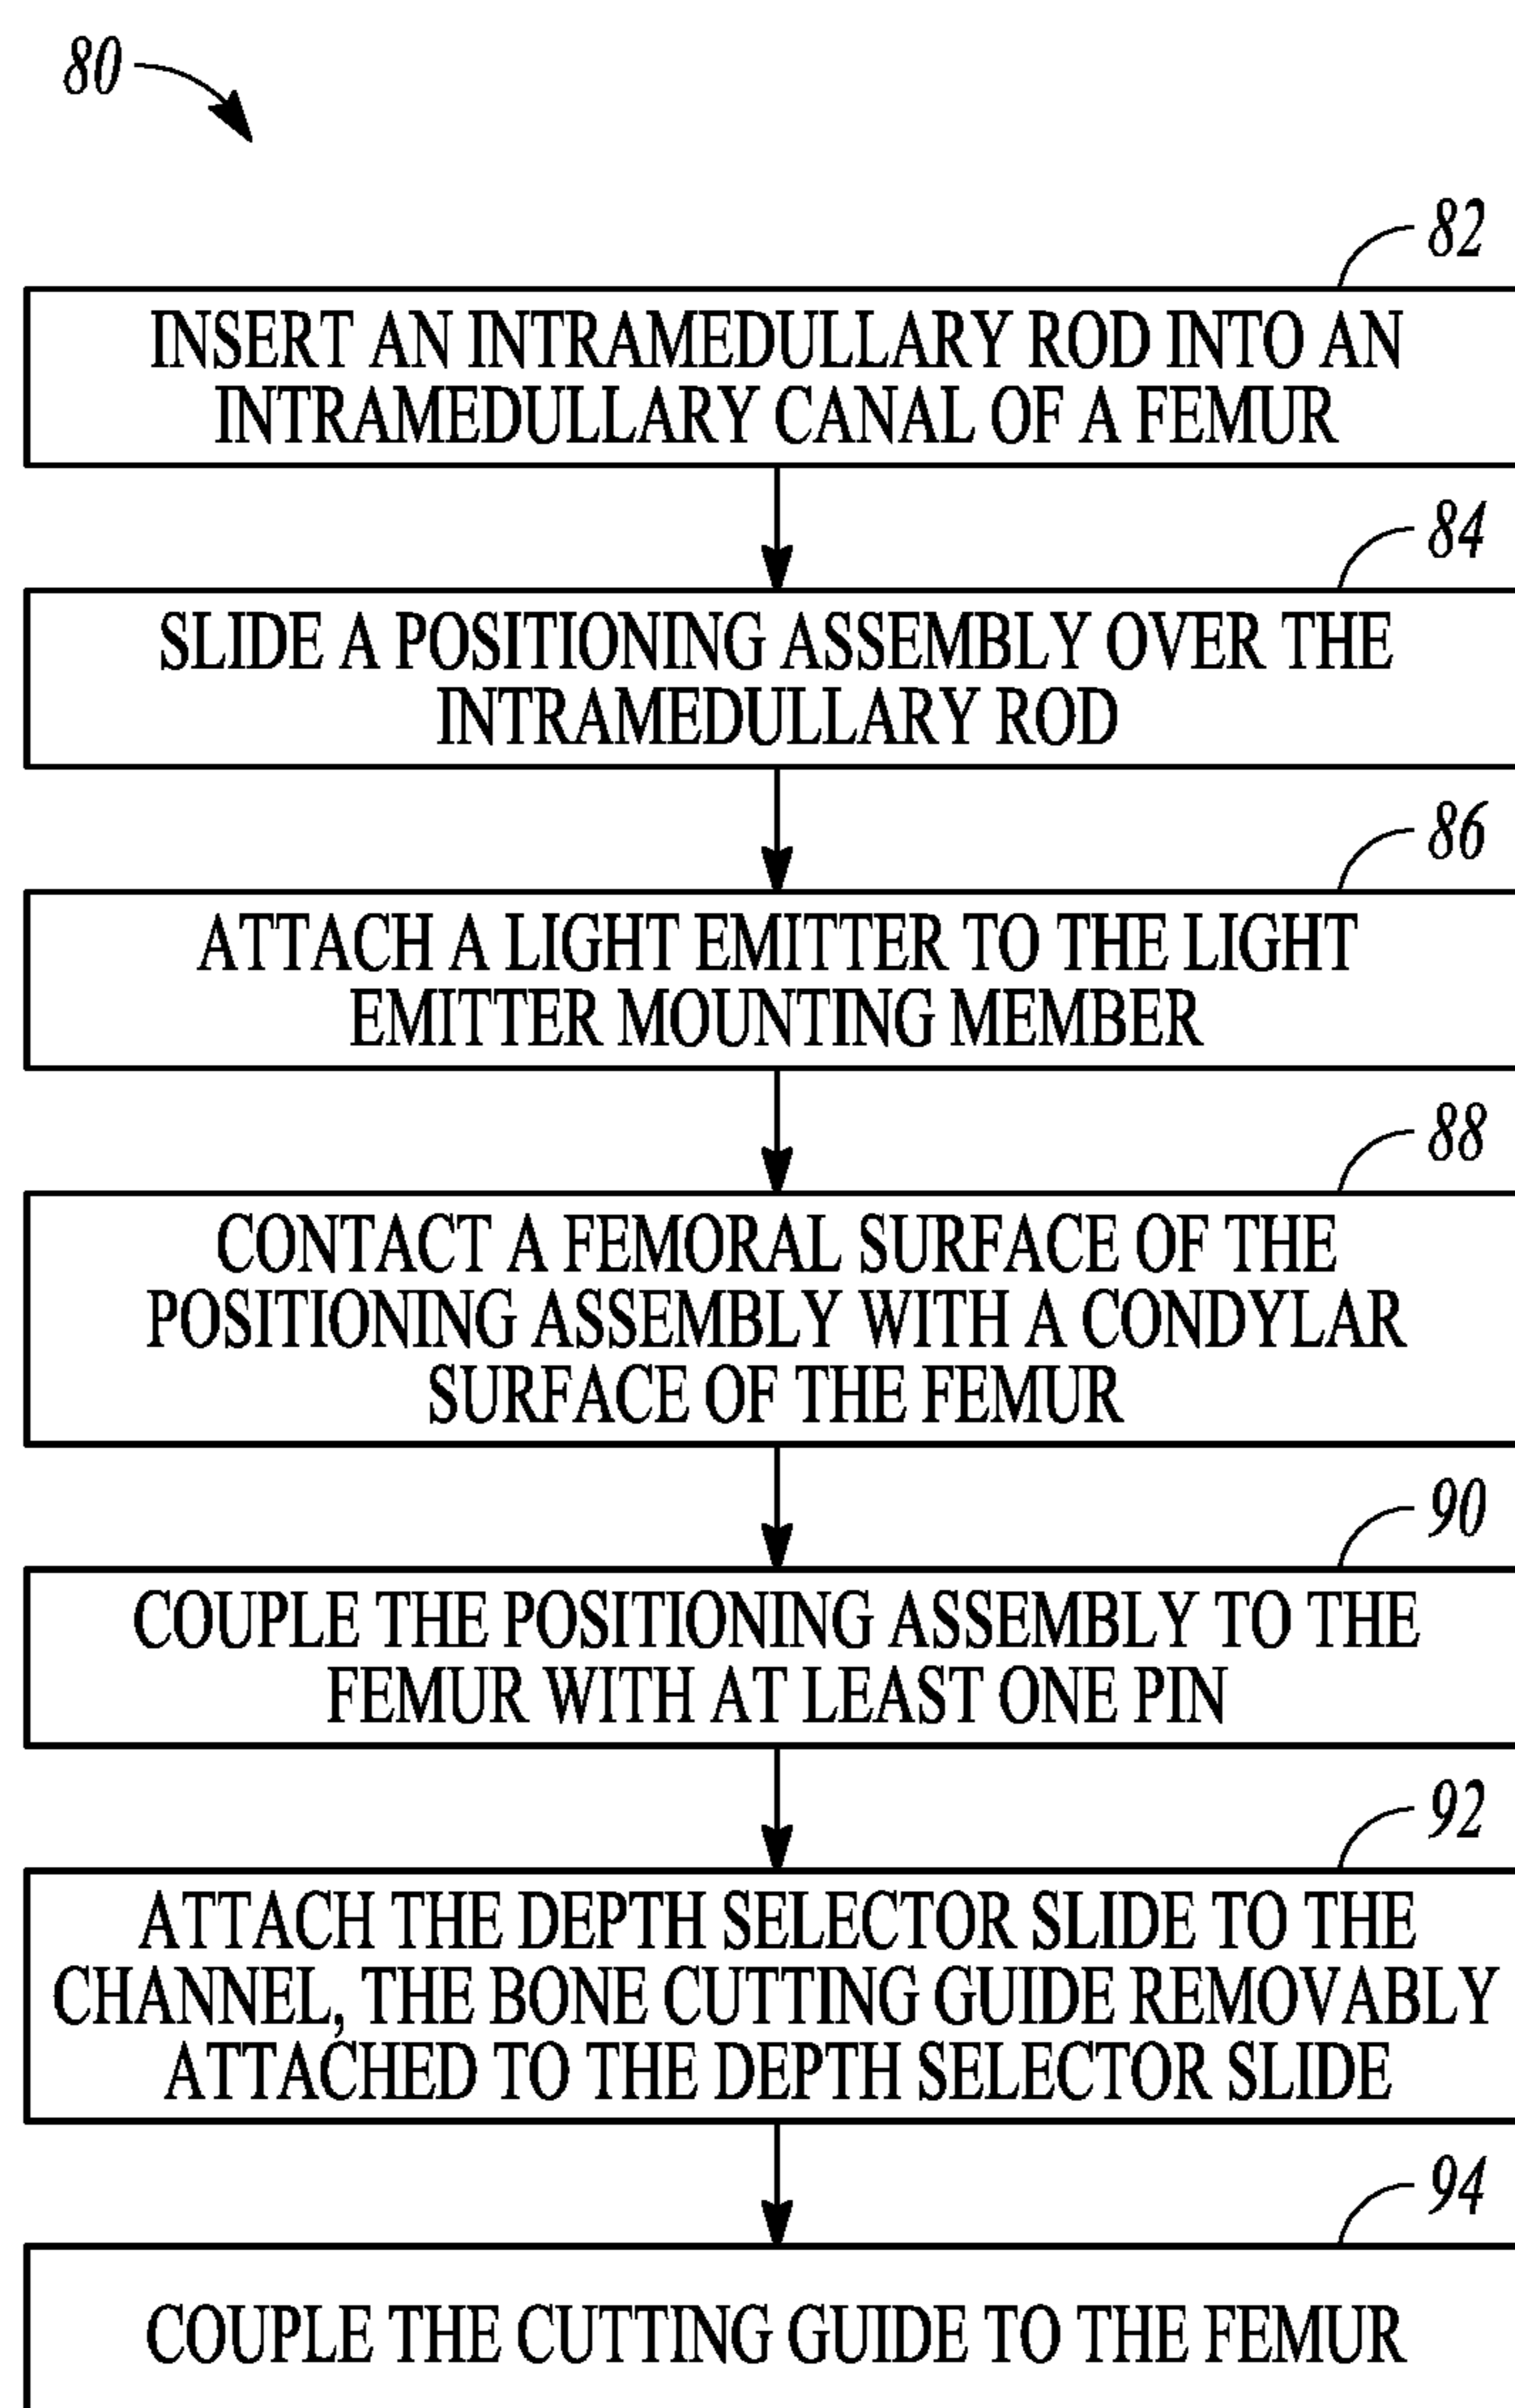 80
82
INSERT AN INTRAMEDULLARY ROD INTO AN
INTRAMEDULLARY CANAL OF A FEMUR
84
SLIDE A POSITIONING ASSEMBLY OVER THE
INTRAMEDULLARY ROD
86
ATTACH A LIGHT EMITTER TO THE LIGHT
EMITTER MOUNTING MEMBER
88
CONTACT A FEMORAL SURFACE OF THE
POSITIONING ASSEMBLY WITH A CONDYLAR
SURFACE OF THE FEMUR
90
COUPLE THE POSITIONING ASSEMBLY TO THE
FEMUR WITH AT LEAST ONE PIN
92
ATTACH THE DEPTH SELECTOR SLIDE TO THE
CHANNEL, THE BONE CUTTING GUIDE REMOVABLY
ATTACHED TO THE DEPTH SELECTOR SLIDE
94
COUPLE THE CUTTING GUIDE TO THE FEMUR